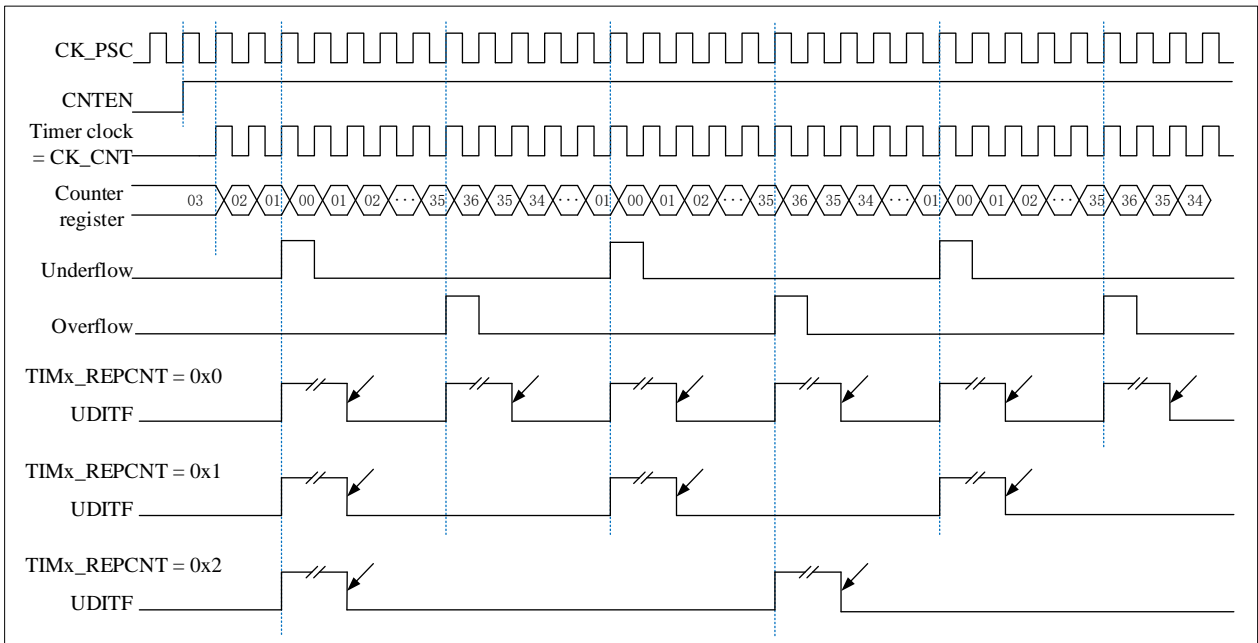 CK_PSC
CNTEN
Timer clock
= CK_CNT
Counter
register
03 02 01 00 01 02 ··· 35 36 35 34 ··· 01 00 01 02 ··· 35 36 35 34 ··· 01 00 01 02 ··· 35 36 35 34
Underflow
Overflow
TIMx_REPCNT = 0x0
UDITF
TIMx_REPCNT = 0x1
UDITF
TIMx_REPCNT = 0x2
UDITF